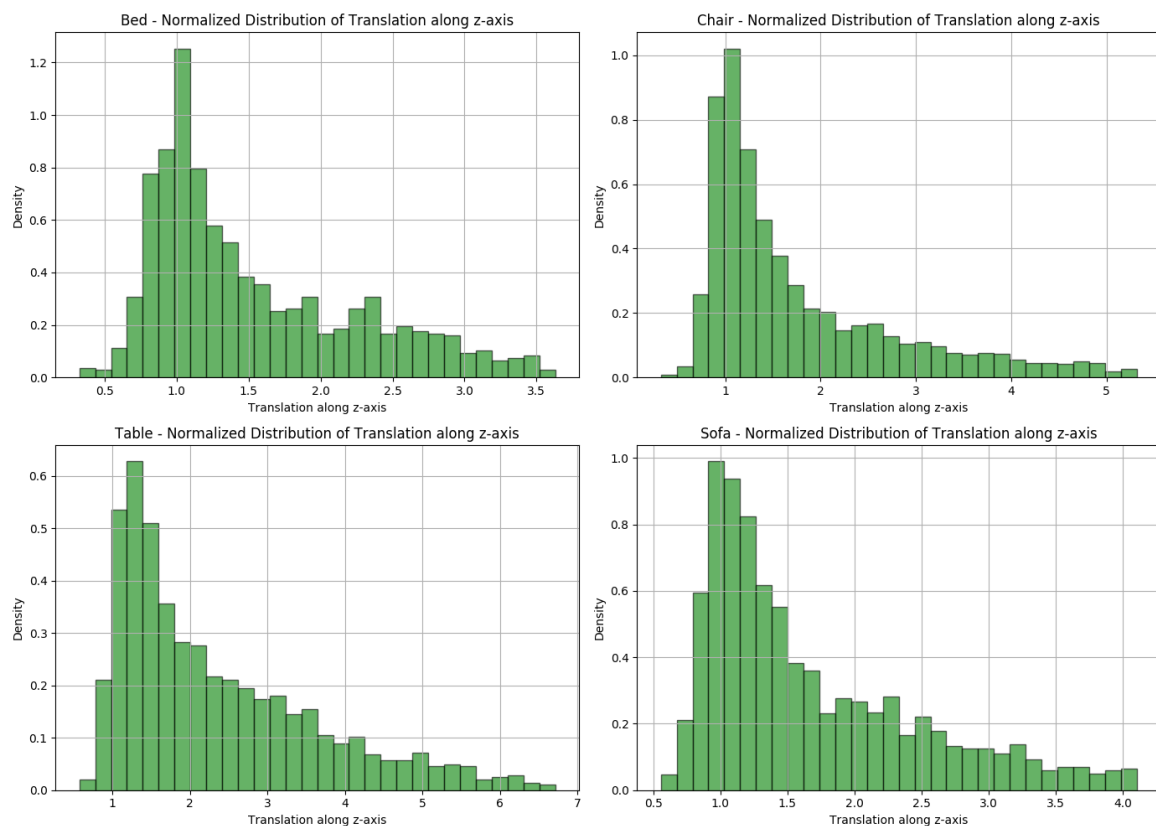 Bed - Normalized Distribution of Translation along z-axis
1.2
1.0
0.8
0.6
0.4
0.2
0.0
Density
0.5 1.0 1.5 2.0 2.5 3.0 3.5
Translation along z-axis
Chair - Normalized Distribution of Translation along z-axis
1.0
0.8
0.6
0.4
0.2
0.0
Density
1 2 3 4 5
Translation along z-axis
Table - Normalized Distribution of Translation along z-axis
0.6
0.5
0.4
0.3
0.2
0.1
0.0
Density
1 2 3 4 5 6 7
Translation along z-axis
Sofa - Normalized Distribution of Translation along z-axis
1.0
0.8
0.6
0.4
0.2
0.0
Density
0.5 1.0 1.5 2.0 2.5 3.0 3.5 4.0
Translation along z-axis